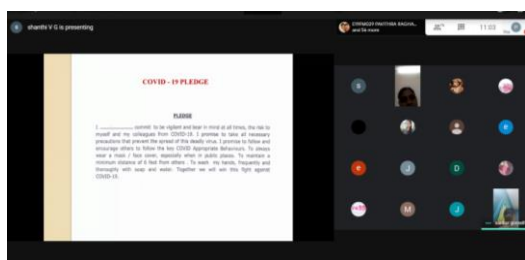 shanthi V G is presenting
and 56 more
11:03
COVID - 19 PLEDGE
PLEDGE
I ________ commit to be vigilant and bear in mind at all times, the risk to
myself and my colleagues from COVID-19. I promise to take all necessary
precautions that prevent the spread of this deadly virus. I promise to follow and
encourage others to follow the key COVID Appropriate Behaviours. To always
wear a mask / face cover, especially when in public places. To maintain a
minimum distance of 6 feet from others . To wash my hands, frequently and
thoroughly with soap and water. Together we will win this fight against
COVID-19.
s
e
J
D
M
J